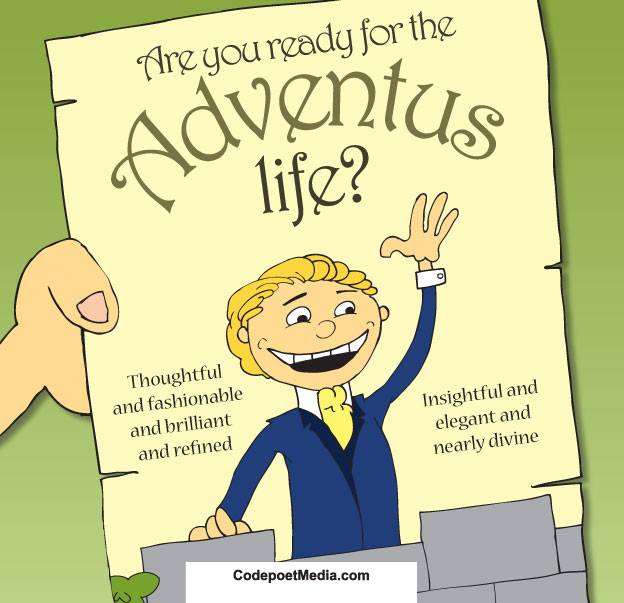 Are you ready for the
Adventus
life?
Thoughtful
and fashionable
and brilliant
and refined
Insightful and
elegant and
nearly divine
CodepoetMedia.com